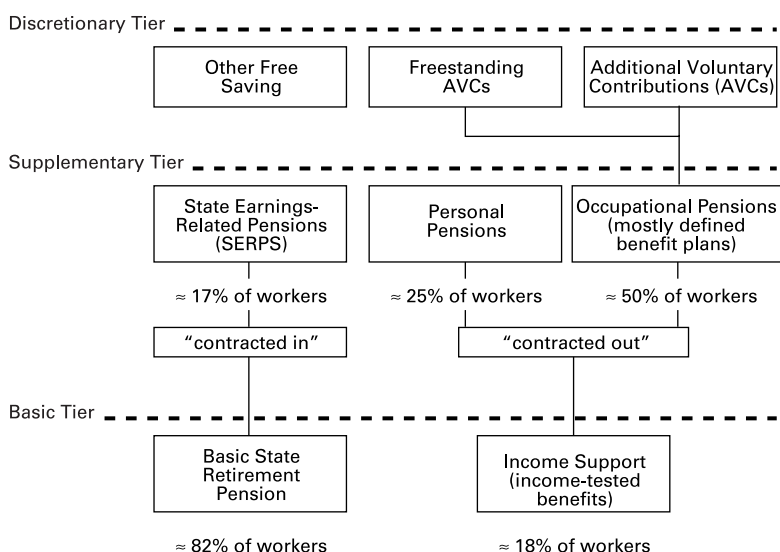 Discretionary Tier
Other Free
Saving
Freestanding
AVCs
Additional Voluntary
Contributions (AVCs)
Supplementary Tier
State Earnings-
Related Pensions
(SERPS)
Personal
Pensions
Occupational Pensions
(mostly defined
benefit plans)
≈ 17% of workers
≈ 25% of workers
≈ 50% of workers
“contracted in”
“contracted out”
Basic Tier
Basic State
Retirement
Pension
Income Support
(income-tested
benefits)
≈ 82% of workers
≈ 18% of workers